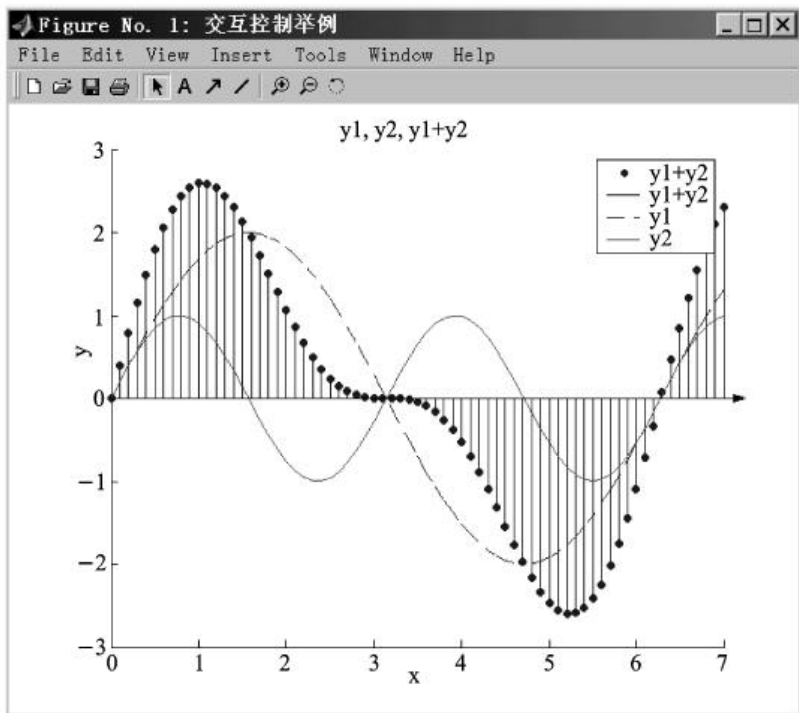 Figure No. 1: 交互控制举例
File Edit View Insert Tools Window Help
A
y1, y2, y1+y2
y1+y2
y1+y2
y1
y2
3
2
1
0
−1
−2
−3
y
0 1 2 3 4 5 6 7
x